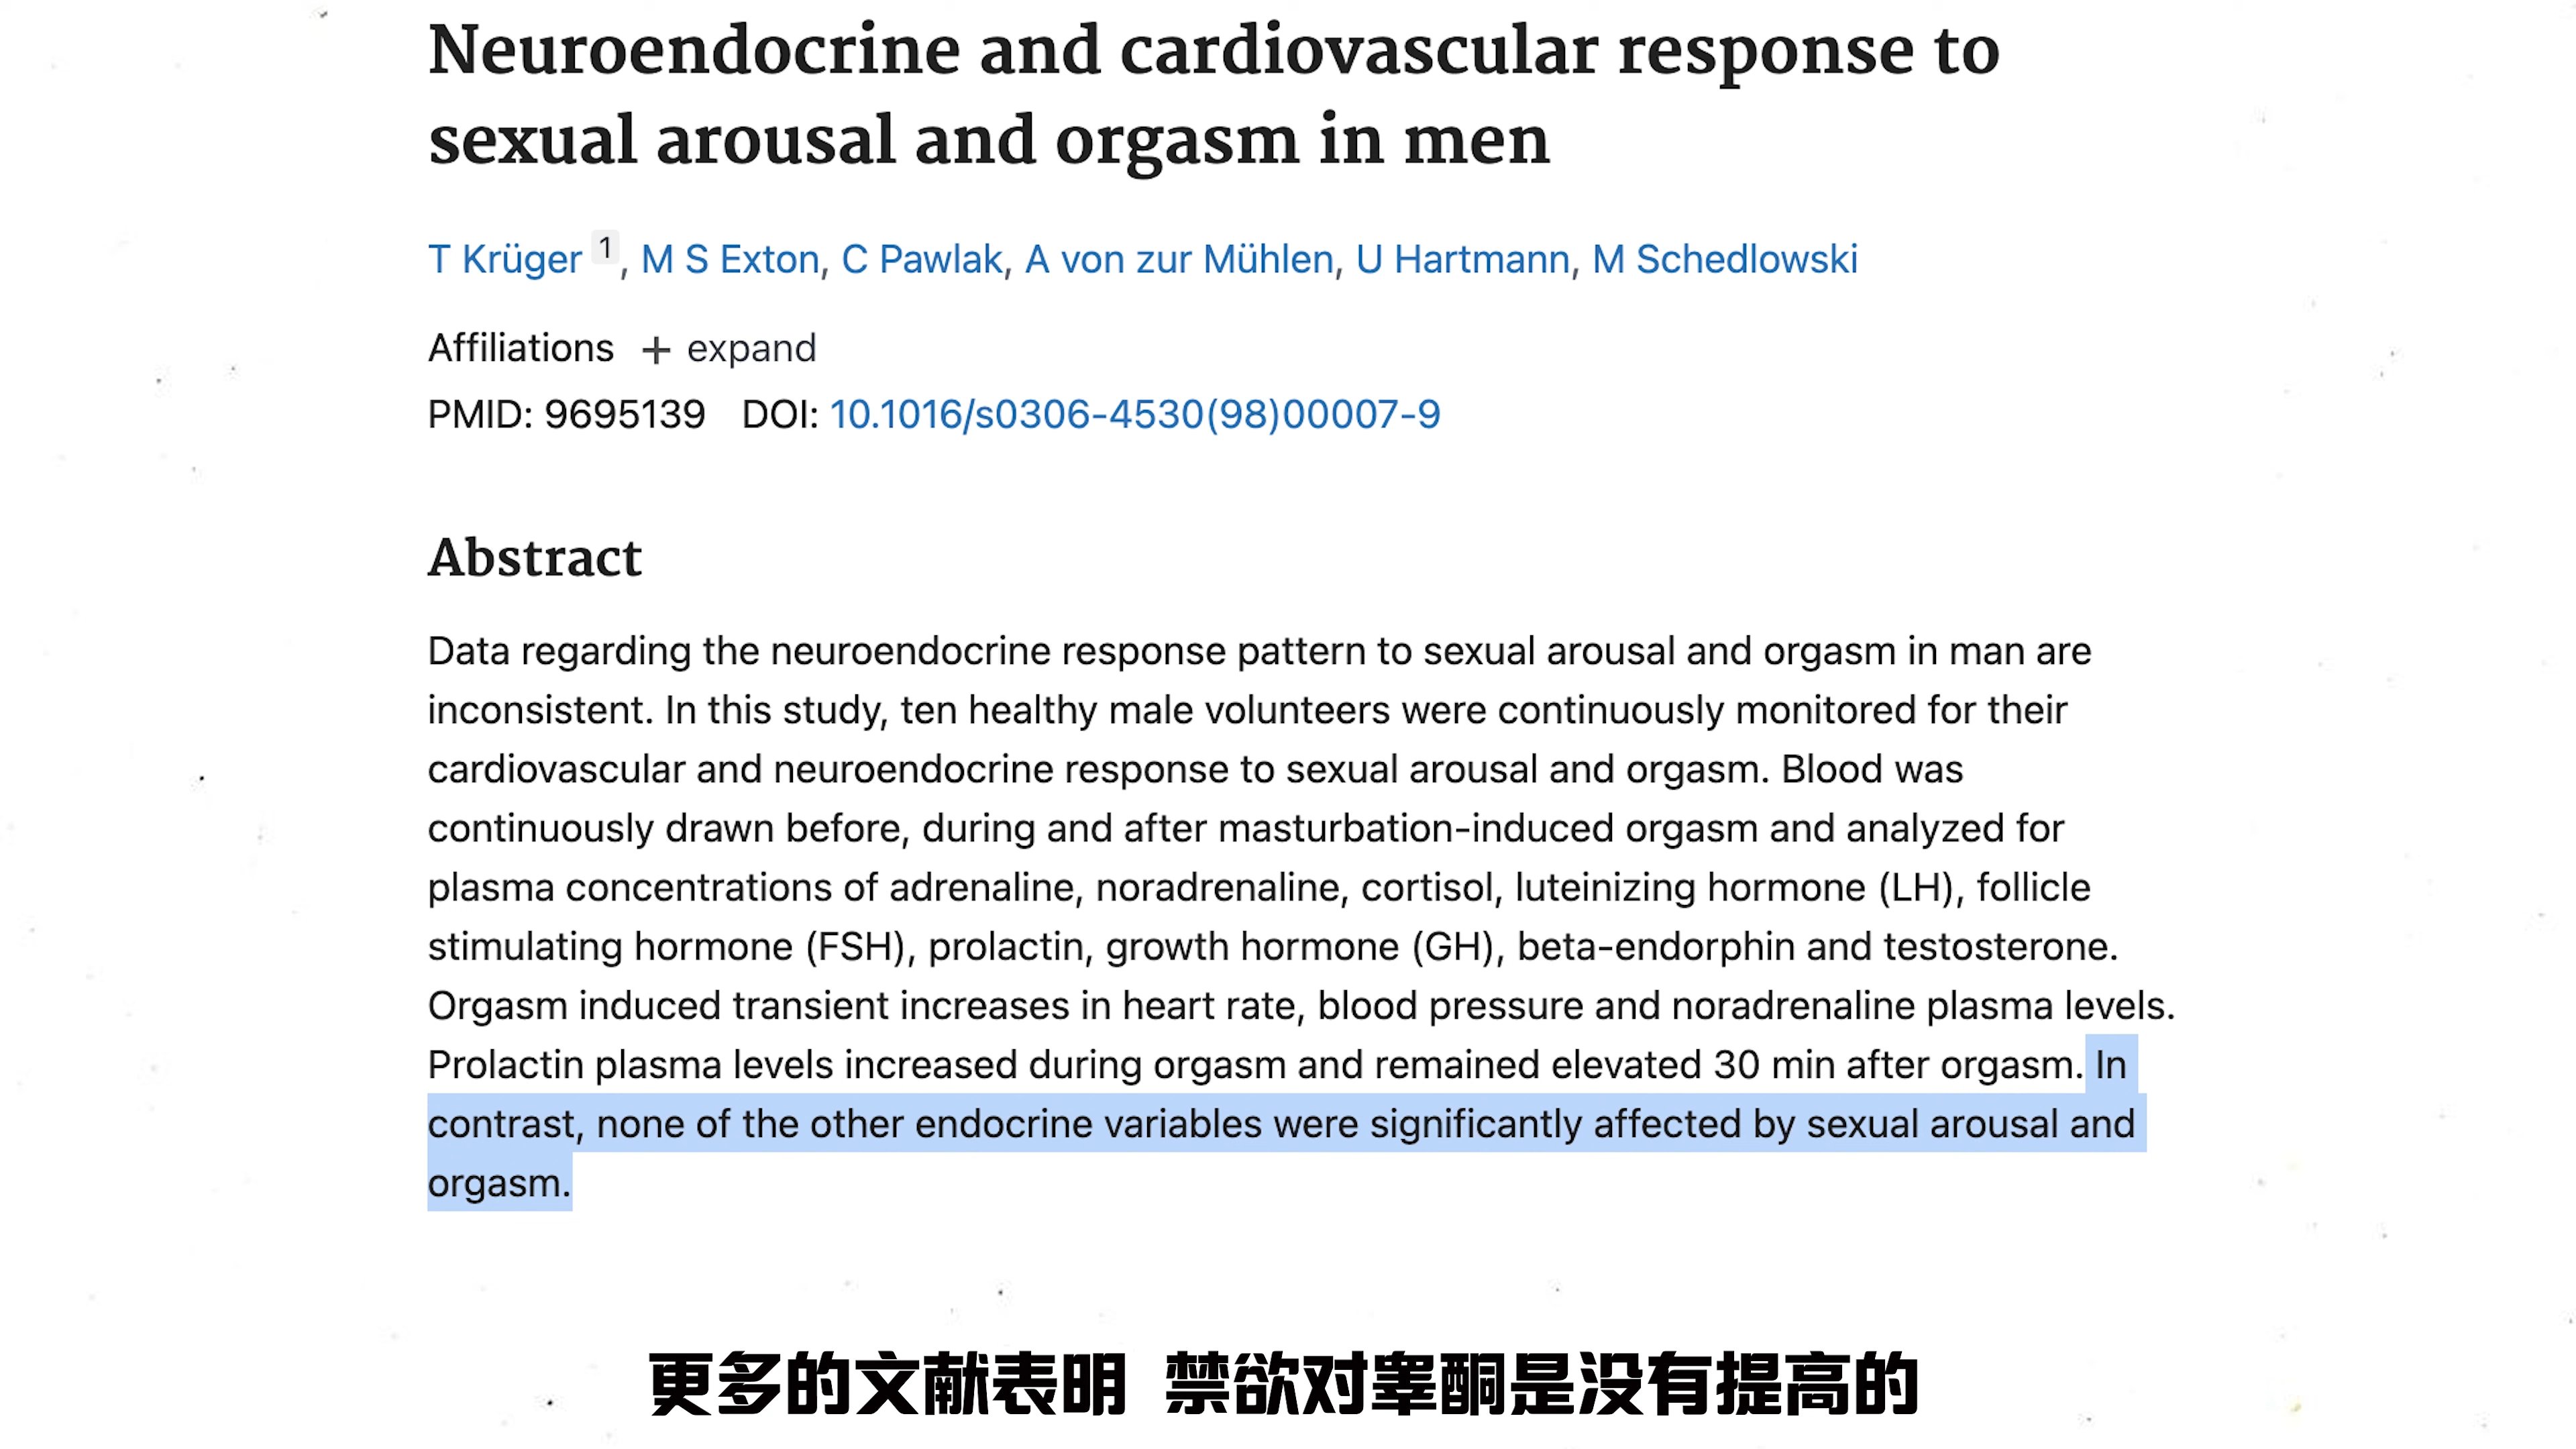 Neuroendocrine and cardiovascular response to
sexual arousal and orgasm in men
T Krüger 1, M S Exton, C Pawlak, A von zur Mühlen, U Hartmann, M Schedlowski
Affiliations + expand
PMID: 9695139 DOI: 10.1016/s0306-4530(98)00007-9
Abstract
Data regarding the neuroendocrine response pattern to sexual arousal and orgasm in man are
inconsistent. In this study, ten healthy male volunteers were continuously monitored for their
cardiovascular and neuroendocrine response to sexual arousal and orgasm. Blood was
continuously drawn before, during and after masturbation-induced orgasm and analyzed for
plasma concentrations of adrenaline, noradrenaline, cortisol, luteinizing hormone (LH), follicle
stimulating hormone (FSH), prolactin, growth hormone (GH), beta-endorphin and testosterone.
Orgasm induced transient increases in heart rate, blood pressure and noradrenaline plasma levels.
Prolactin plasma levels increased during orgasm and remained elevated 30 min after orgasm. In
contrast, none of the other endocrine variables were significantly affected by sexual arousal and
orgasm.
更多的文献表明 禁欲对睾酮是没有提高的